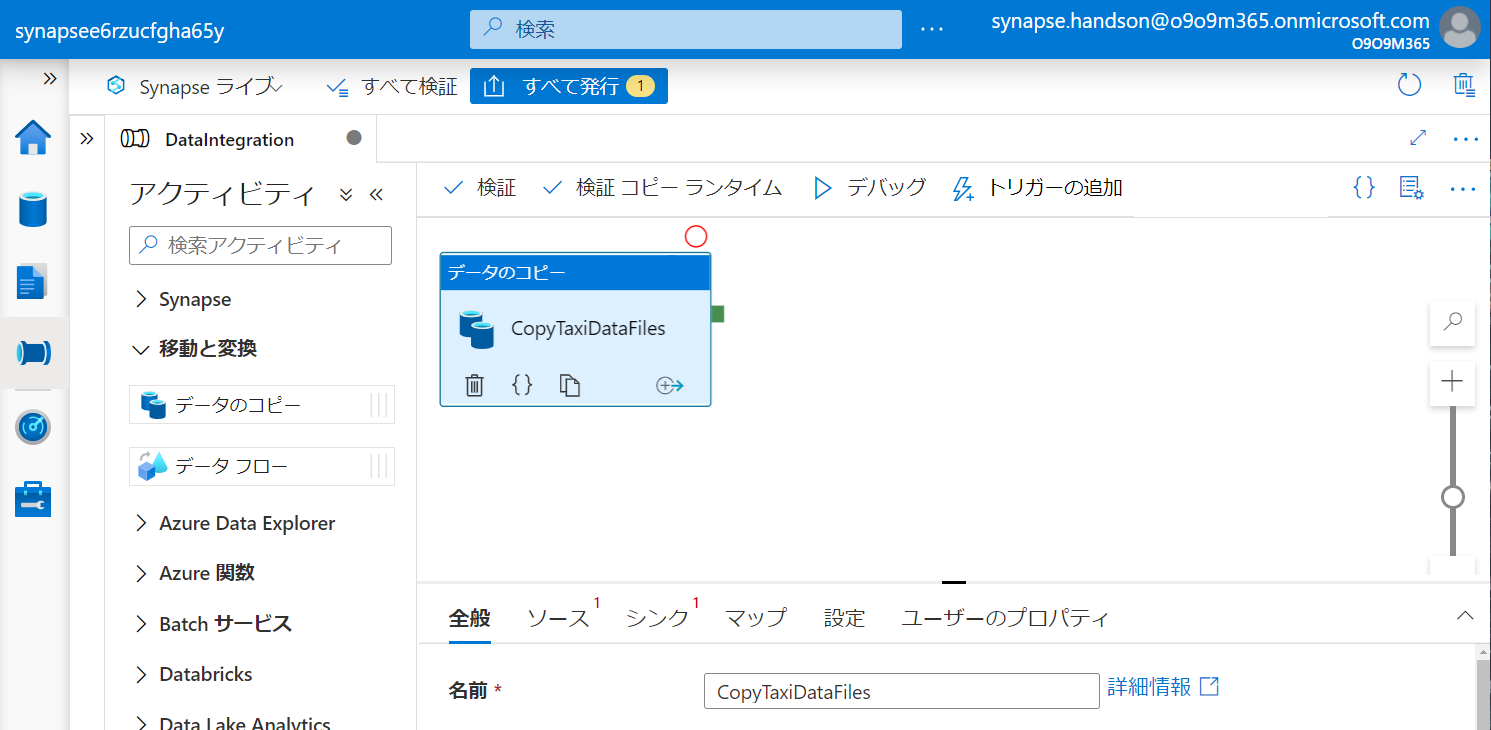 synapsee6rzucfgha65y
検索
synapse.handson@o9o9m365.onmicrosoft.com
O9O9M365
Synapse ライブ
すべて検証
すべて発行 1
DataIntegration
アクティビティ
検証
検証 コピー ランタイム
デバッグ
トリガーの追加
{}
検索アクティビティ
データのコピー
CopyTaxiDataFiles
{}
Synapse
移動と変換
データのコピー
データ フロー
Azure Data Explorer
Azure 関数
Batch サービス
Databricks
Data Lake Analytics
全般
ソース 1
シンク 1
マップ
設定
ユーザーのプロパティ
名前 *
CopyTaxiDataFiles
詳細情報